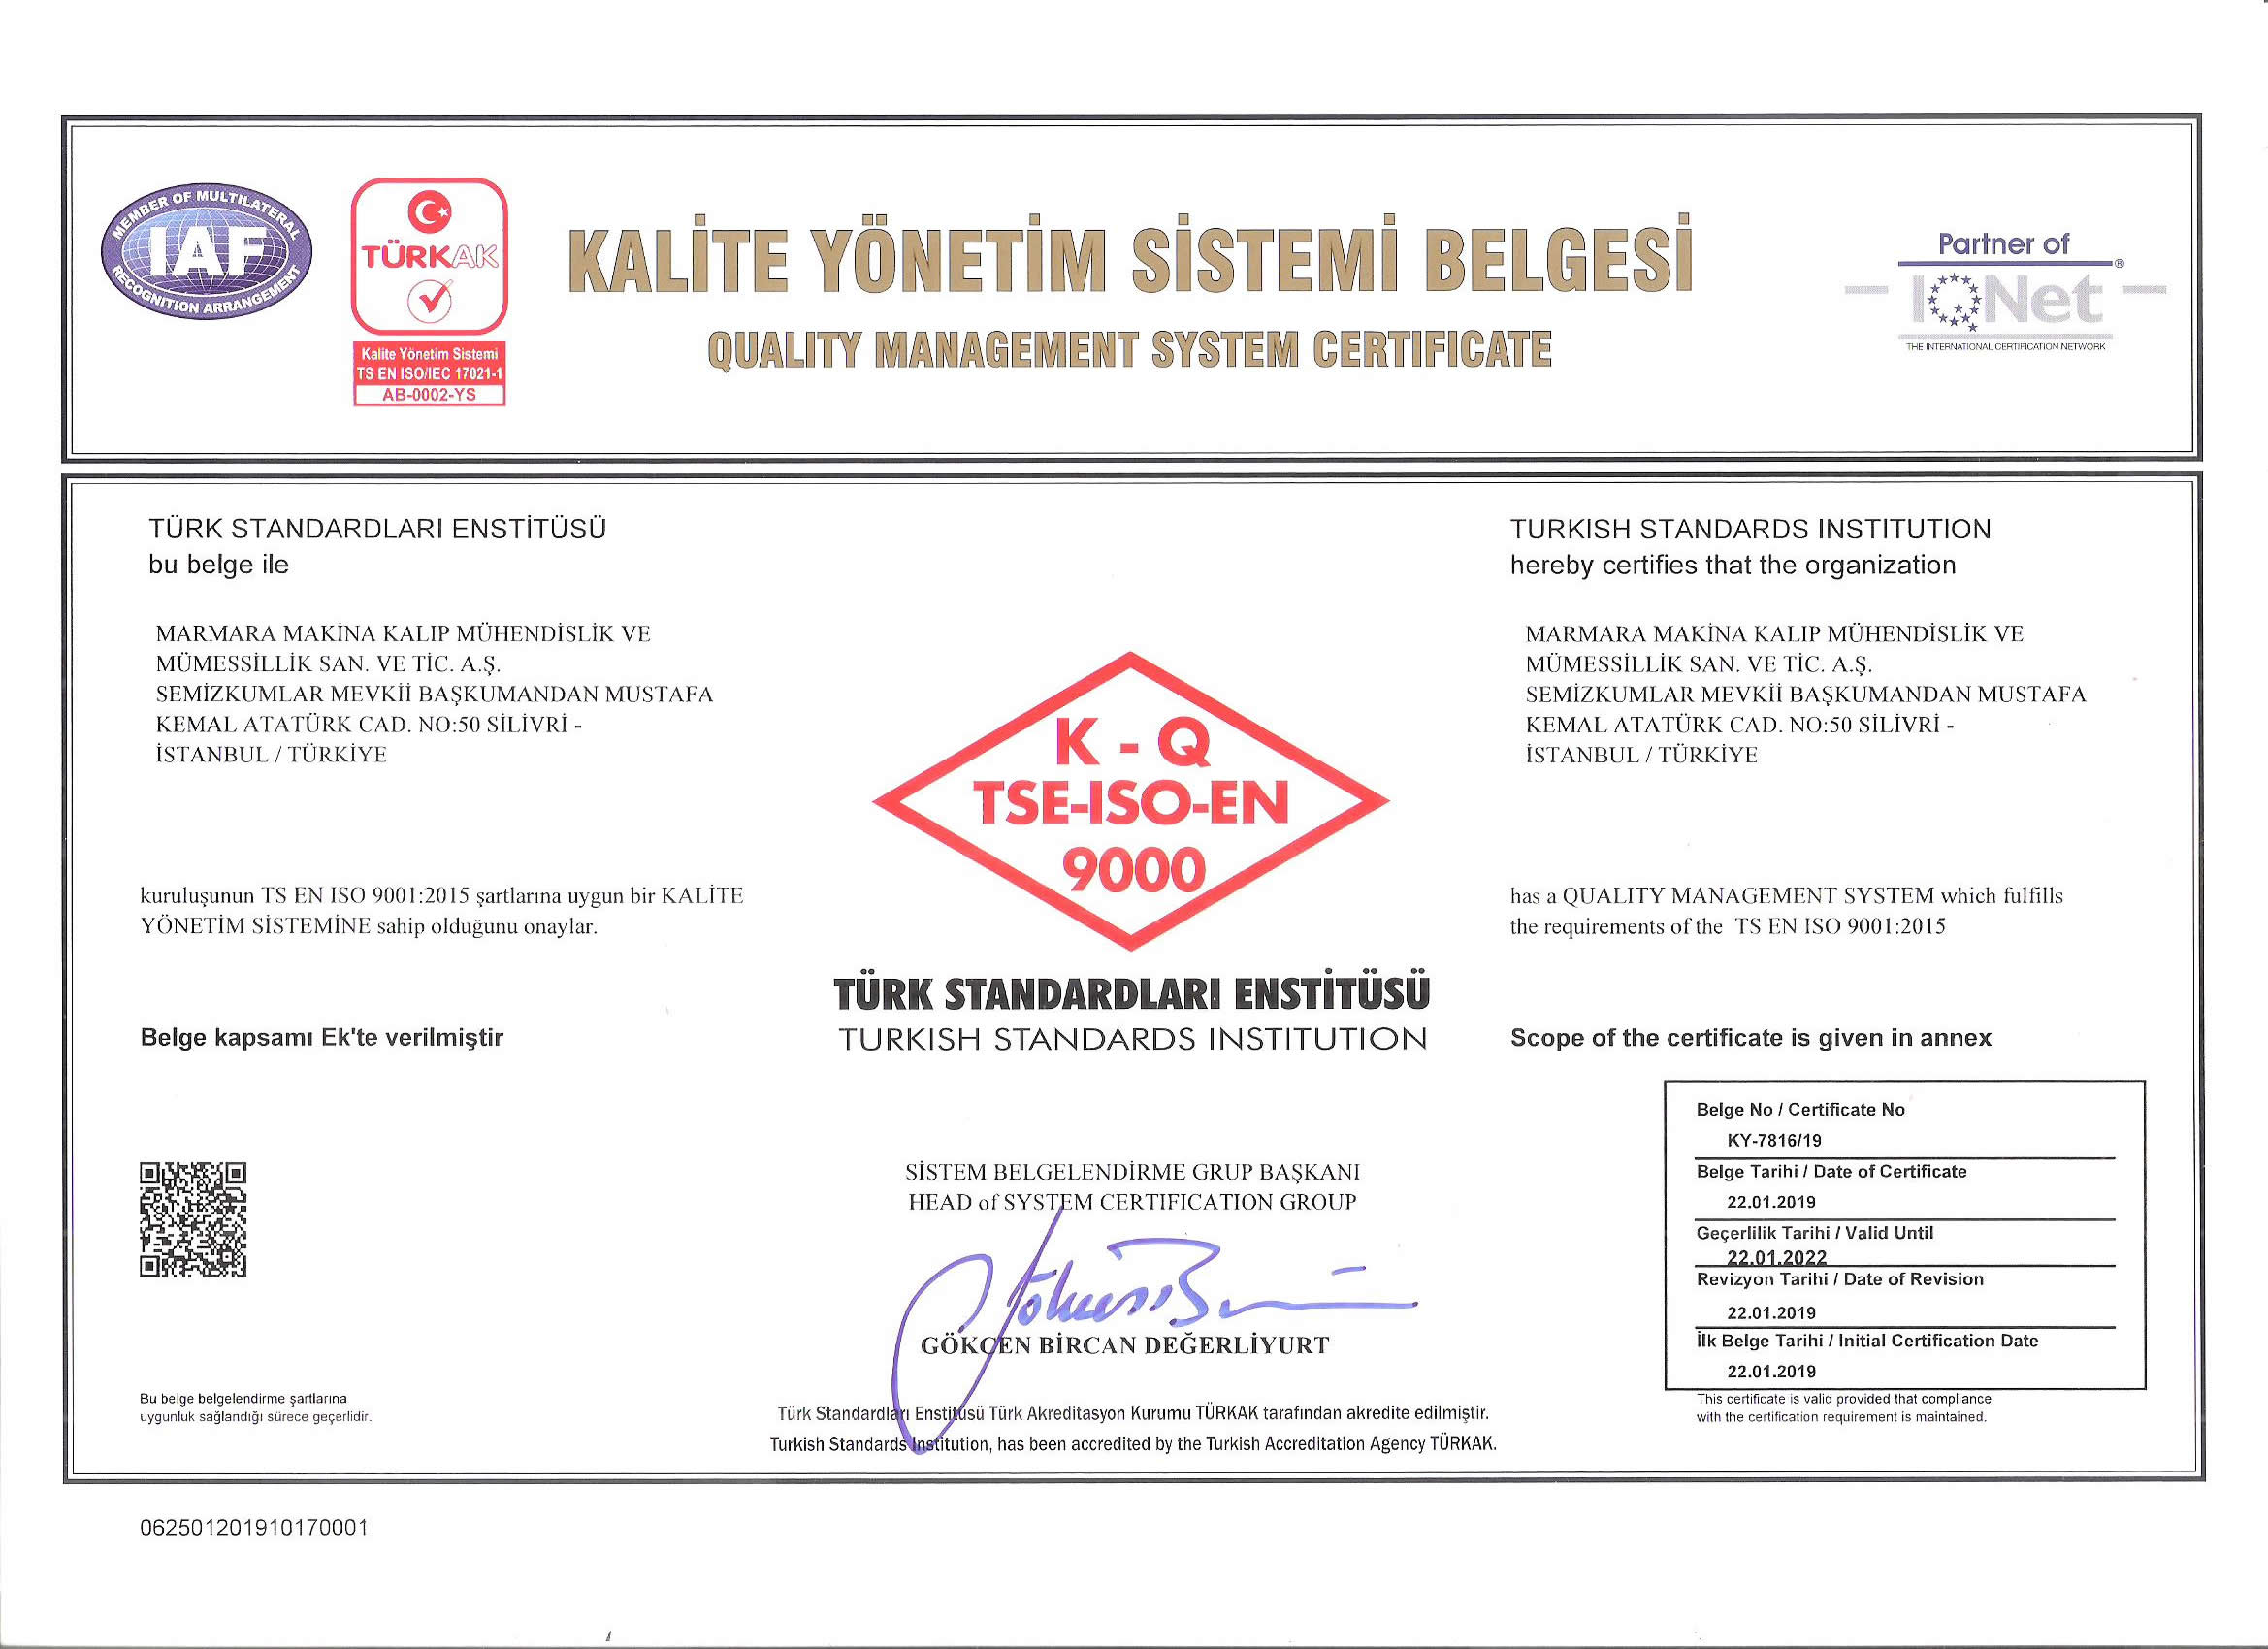 MEMBER OF MULTILATERAL
IAF
RECOGNITION ARRANGEMENT
TÜRKAK
Kalite Yönetim Sistemi
TS EN ISO/IEC 17021-1
AB-0002-YS
KALİTE YÖNETİM SİSTEMİ BELGESİ
QUALITY MANAGEMENT SYSTEM CERTIFICATE
Partner of
IQNet
THE INTERNATIONAL CERTIFICATION NETWORK
TÜRK STANDARDLARI ENSTİTÜSÜ
bu belge ile
MARMARA MAKİNA KALIP MÜHENDİSLİK VE
MÜMESSİLLİK SAN. VE TİC. A.Ş.
SEMİZKUMLAR MEVKİİ BAŞKUMANDAN MUSTAFA
KEMAL ATATÜRK CAD. NO:50 SİLİVRİ -
İSTANBUL / TÜRKİYE
kuruluşunun TS EN ISO 9001:2015 şartlarına uygun bir KALİTE
YÖNETİM SİSTEMİNE sahip olduğunu onaylar.
Belge kapsamı Ek'te verilmiştir
K - Q
TSE-ISO-EN
9000
TÜRK STANDARDLARI ENSTİTÜSÜ
TURKISH STANDARDS INSTITUTION
TURKISH STANDARDS INSTITUTION
hereby certifies that the organization
MARMARA MAKİNA KALIP MÜHENDİSLİK VE
MÜMESSİLLİK SAN. VE TİC. A.Ş.
SEMİZKUMLAR MEVKİİ BAŞKUMANDAN MUSTAFA
KEMAL ATATÜRK CAD. NO:50 SİLİVRİ -
İSTANBUL / TÜRKİYE
has a QUALITY MANAGEMENT SYSTEM which fulfills
the requirements of the TS EN ISO 9001:2015
Scope of the certificate is given in annex
SİSTEM BELGELENDİRME GRUP BAŞKANI
HEAD of SYSTEM CERTIFICATION GROUP
GÖKCEN BİRCAN DEĞERLİYURT
Belge No / Certificate No
KY-7816/19
Belge Tarihi / Date of Certificate
22.01.2019
Geçerlilik Tarihi / Valid Until
22.01.2022
Revizyon Tarihi / Date of Revision
22.01.2019
İlk Belge Tarihi / Initial Certification Date
22.01.2019
Bu belge belgelendirme şartlarına
uygunluk sağlandığı sürece geçerlidir.
Türk Standardları Enstitüsü Türk Akreditasyon Kurumu TÜRKAK tarafından akredite edilmiştir.
Turkish Standards Institution, has been accredited by the Turkish Accreditation Agency TÜRKAK.
This certificate is valid provided that compliance
with the certification requirement is maintained.
062501201910170001